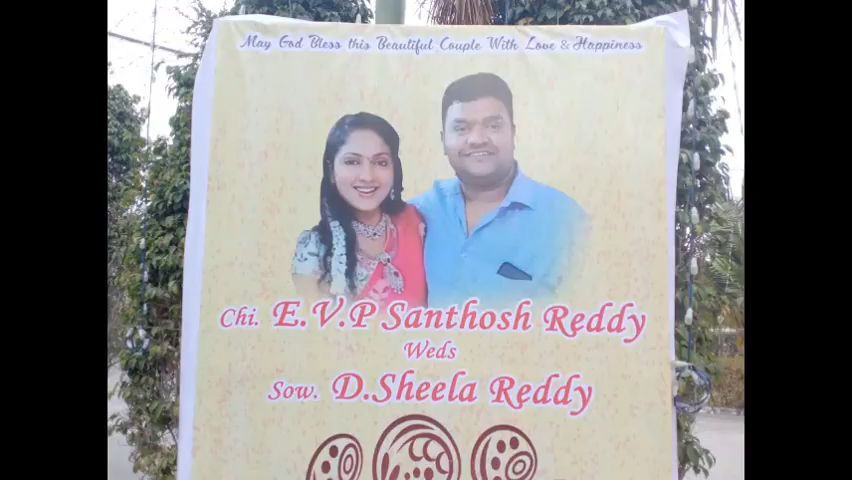 May God Bless this Beautiful Couple With Love & Happiness
Chi. E.V.P Santhosh Reddy
Weds
Sow. D.Sheela Reddy